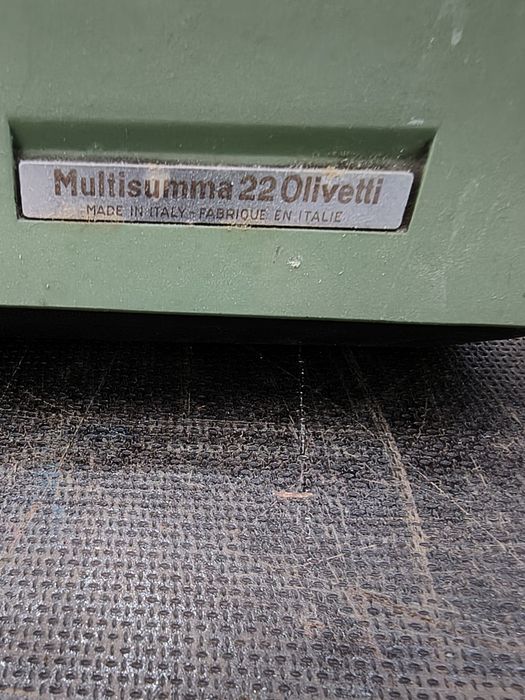 Multisumma 22 Olivetti
MADE IN ITALY - FABRIQUE EN ITALIE